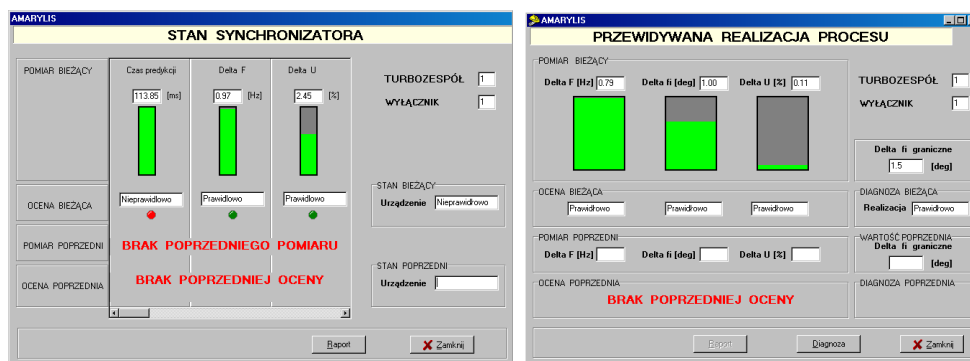 AMARYLIS
STAN SYNCHRONIZATORA
POMIAR BIEŻĄCY
Czas predykcji Delta F Delta U
113.85 [ms] 0.97 [Hz] 2.45 [%]
TURBOZESPÓŁ 1
WYŁĄCZNIK 1
OCENA BIEŻĄCA
Nieprawidłowo Prawidłowo Prawidłowo
STAN BIEŻĄCY
Urządzenie Nieprawidłowo
POMIAR POPRZEDNI
BRAK POPRZEDNIEGO POMIARU
OCENA POPRZEDNIA
BRAK POPRZEDNIEJ OCENY
STAN POPRZEDNI
Urządzenie
Raport Zamknij
AMARYLIS
PRZEWIDYWANA REALIZACJA PROCESU
POMIAR BIEŻĄCY
Delta F [Hz] 0.79 Delta fi [deg] 1.00 Delta U [%] 0.11
TURBOZESPÓŁ 1
WYŁĄCZNIK 1
Delta fi graniczne
1.5 [deg]
OCENA BIEŻĄCA
Prawidłowo Prawidłowo Prawidłowo
DIAGNOZA BIEŻĄCA
Realizacja Prawidłowo
POMIAR POPRZEDNI
Delta F [Hz] Delta fi [deg] Delta U [%]
WARTOŚĆ POPRZEDNIA
Delta fi graniczne
[deg]
OCENA POPRZEDNIA
BRAK POPRZEDNIEJ OCENY
DIAGNOZA POPRZEDNIA
Raport Diagnoza Zamknij